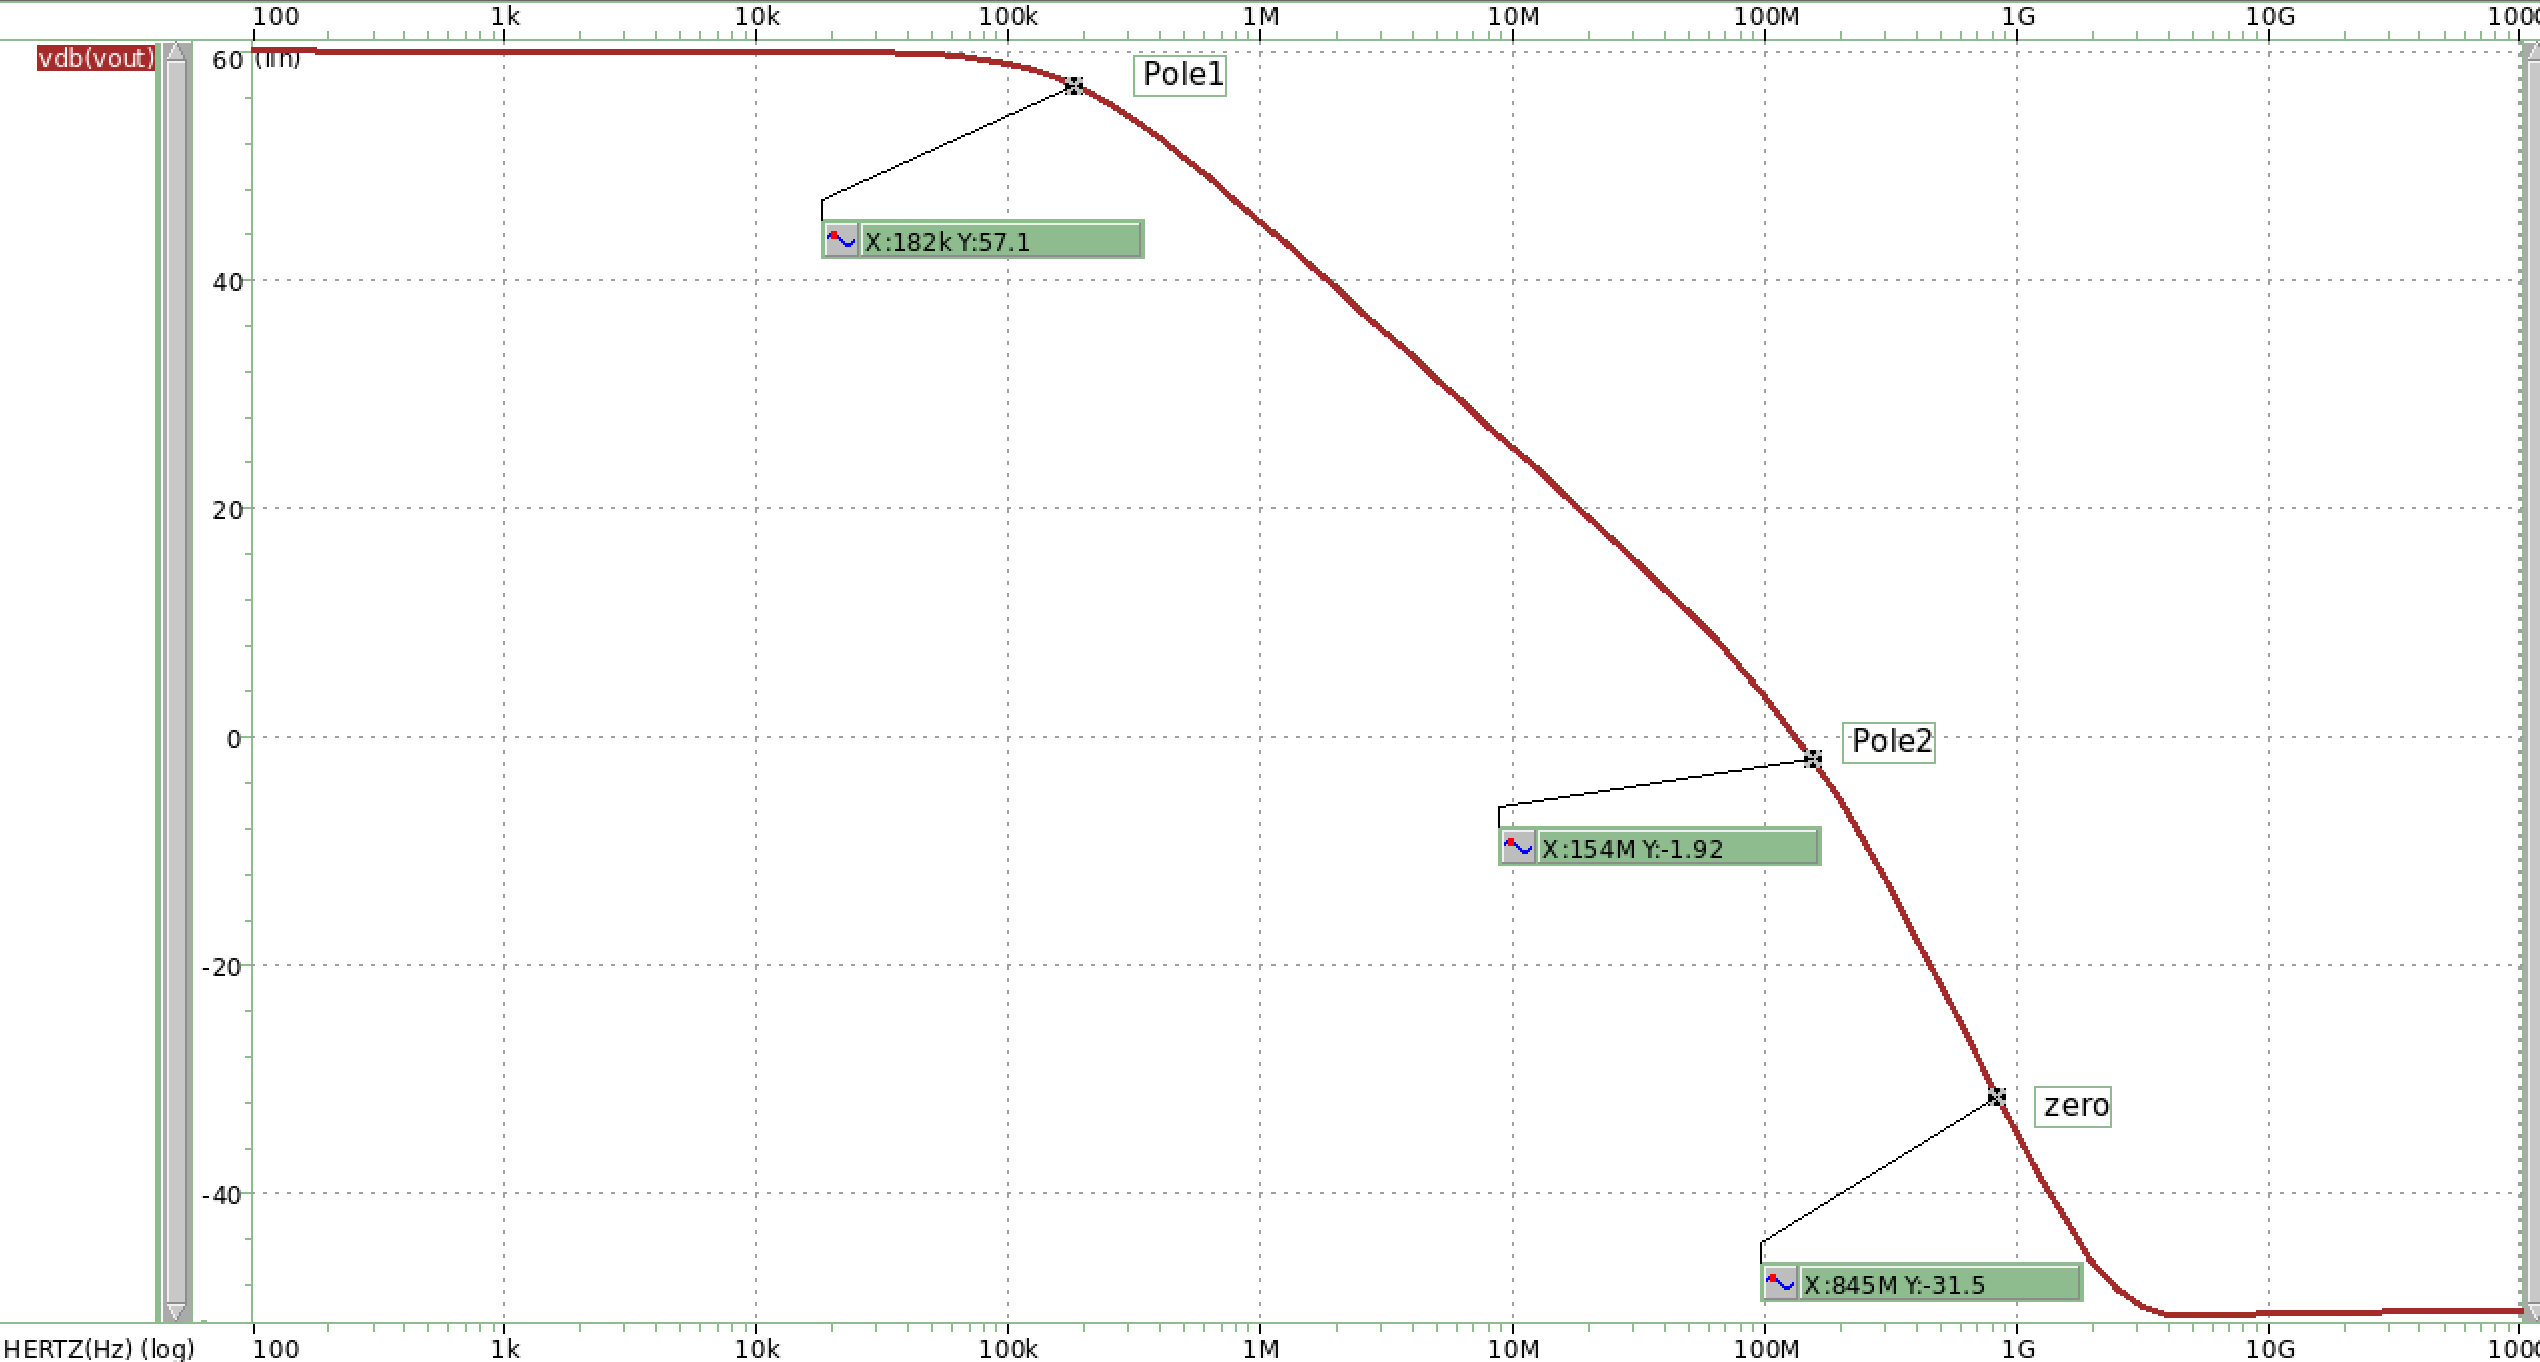 100 1k 10k 100k 1M 10M 100M 1G 10G
vdb(vout)
60 (lin)
Pole1
X:182k Y:57.1
40
20
0
Pole2
X:154M Y:-1.92
-20
zero
-40
X:845M Y:-31.5
HERTZ(Hz) (log) 100 1k 10k 100k 1M 10M 100M 1G 10G